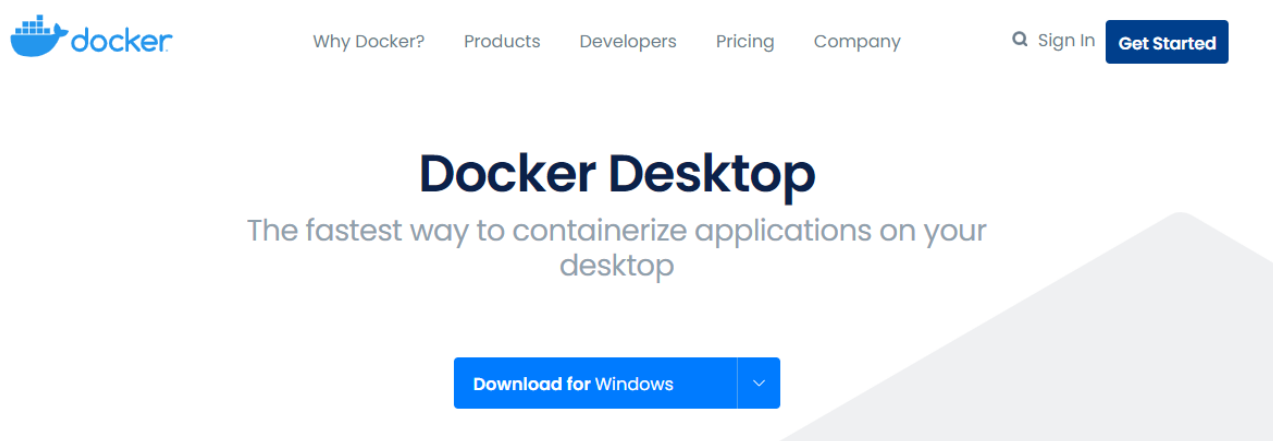 docker
Why Docker? Products Developers Pricing Company Sign In Get Started
Docker Desktop
The fastest way to containerize applications on your
desktop
Download for Windows